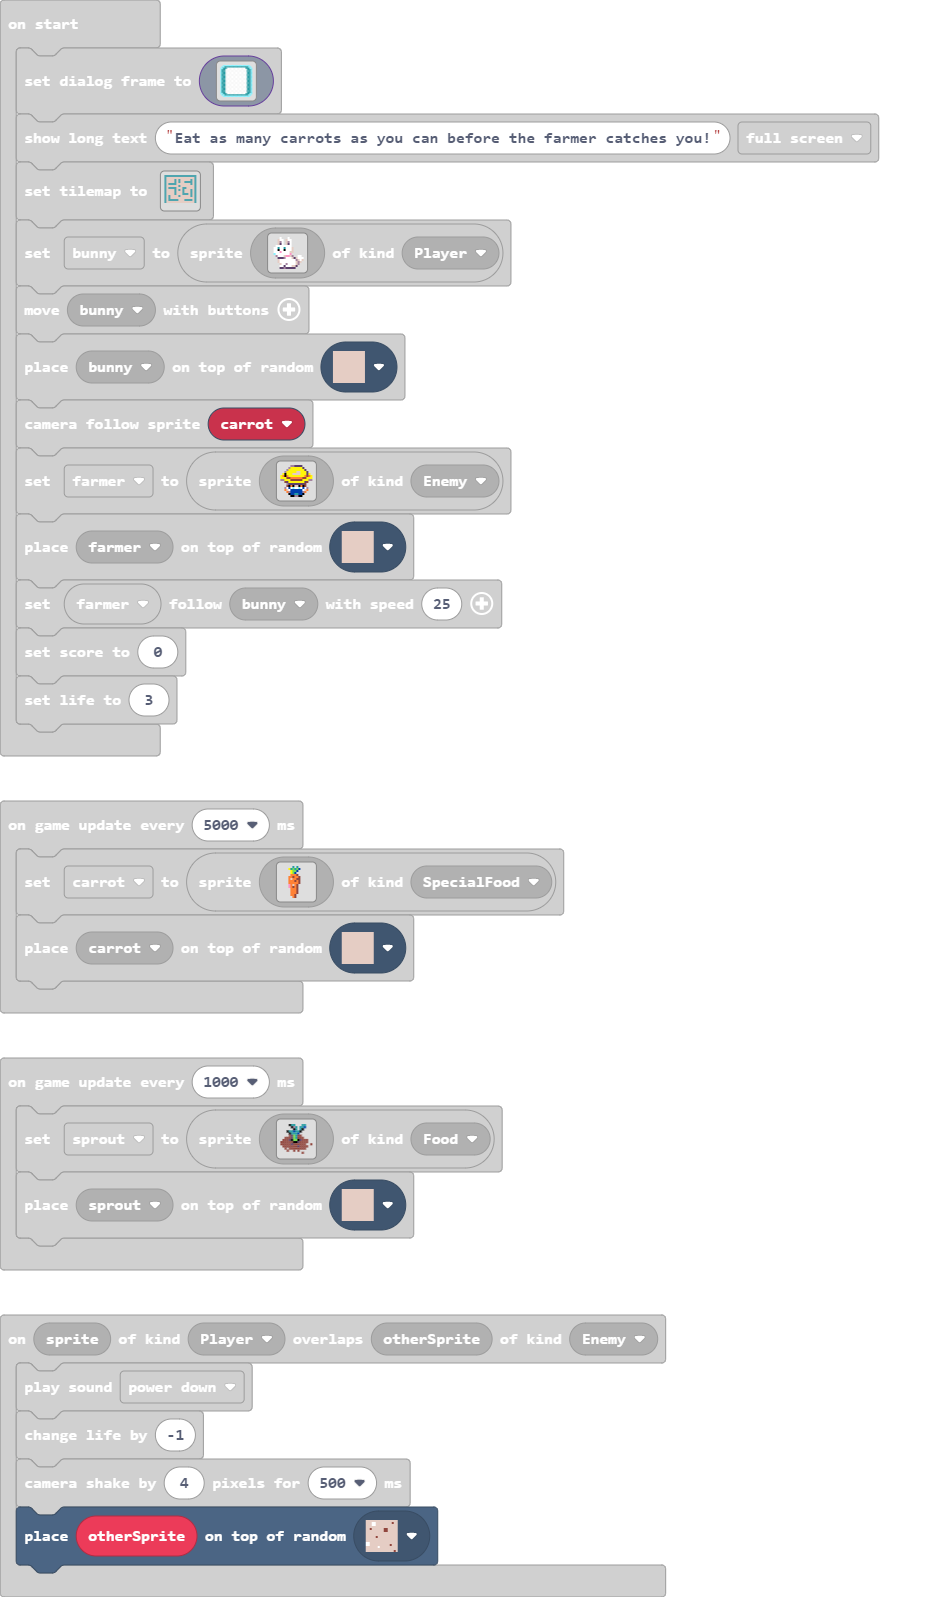 on start
set dialog frame to
show long text "Eat as many carrots as you can before the farmer catches you!" full screen
set tilemap to
set bunny to sprite of kind Player
move bunny with buttons
place bunny on top of random
camera follow sprite carrot
set farmer to sprite of kind Enemy
place farmer on top of random
set farmer follow bunny with speed 25
set score to 0
set life to 3
on game update every 5000 ms
set carrot to sprite of kind SpecialFood
place carrot on top of random
on game update every 1000 ms
set sprout to sprite of kind Food
place sprout on top of random
on sprite of kind Player overlaps otherSprite of kind Enemy
play sound power down
change life by -1
camera shake by 4 pixels for 500 ms
place otherSprite on top of random